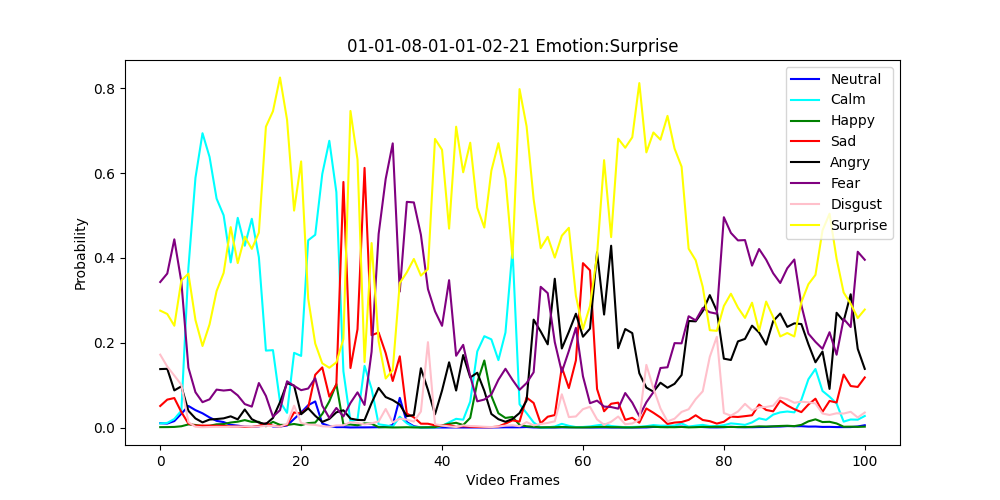 01-01-08-01-01-02-21 Emotion:Surprise
Probability
0.8
0.6
0.4
0.2
0.0
0
20
40
60
80
100
Video Frames
Neutral
Calm
Happy
Sad
Angry
Fear
Disgust
Surprise